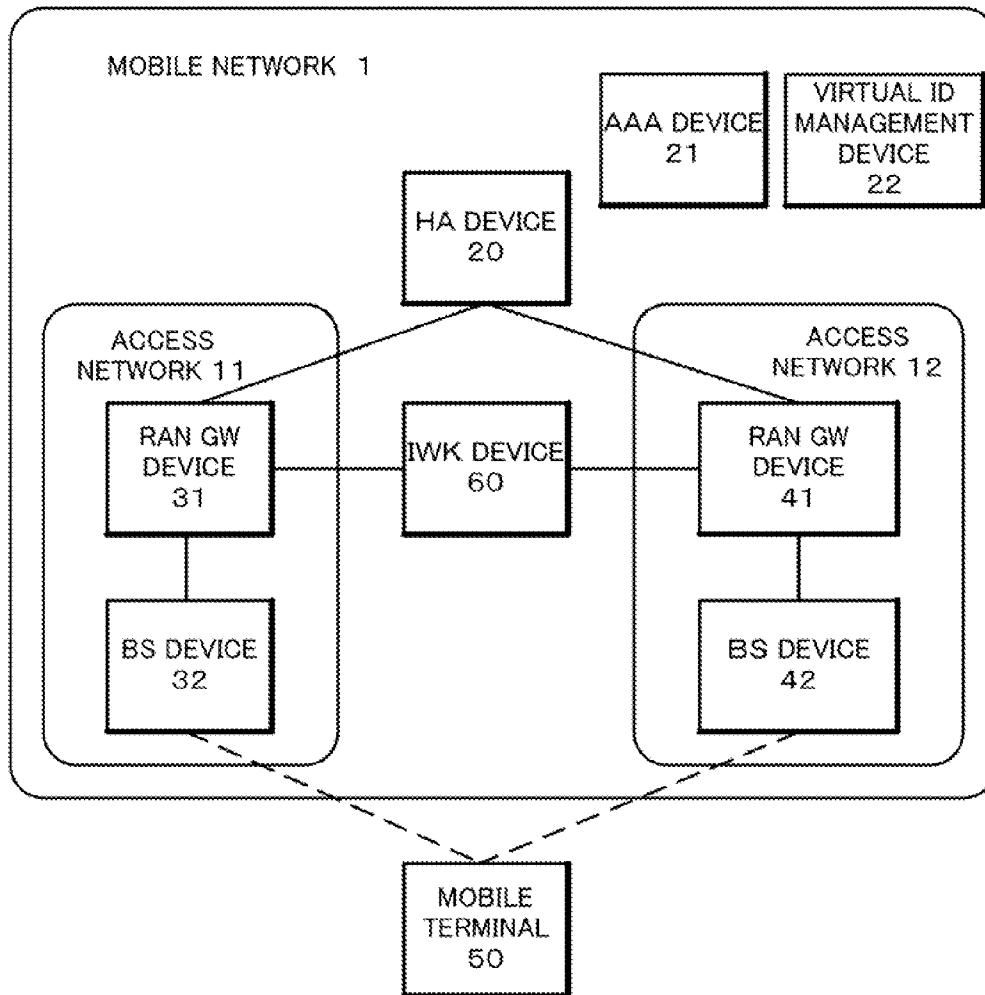 MOBILE NETWORK 1
AAA DEVICE
21
VIRTUAL ID
MANAGEMENT
DEVICE
22
HA DEVICE
20
ACCESS
NETWORK 11
ACCESS
NETWORK 12
RAN GW
DEVICE
31
IWK DEVICE
60
RAN GW
DEVICE
41
BS DEVICE
32
BS DEVICE
42
MOBILE
TERMINAL
50